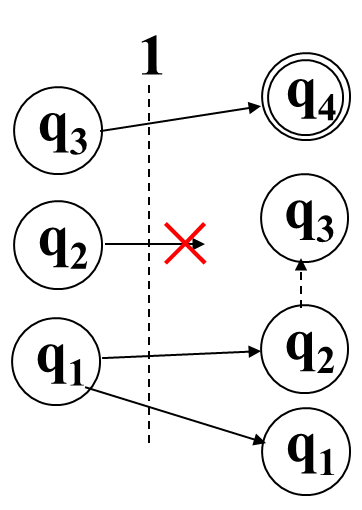 1
q₃ q₄
q₂ q₃
q₁ q₂
q₁